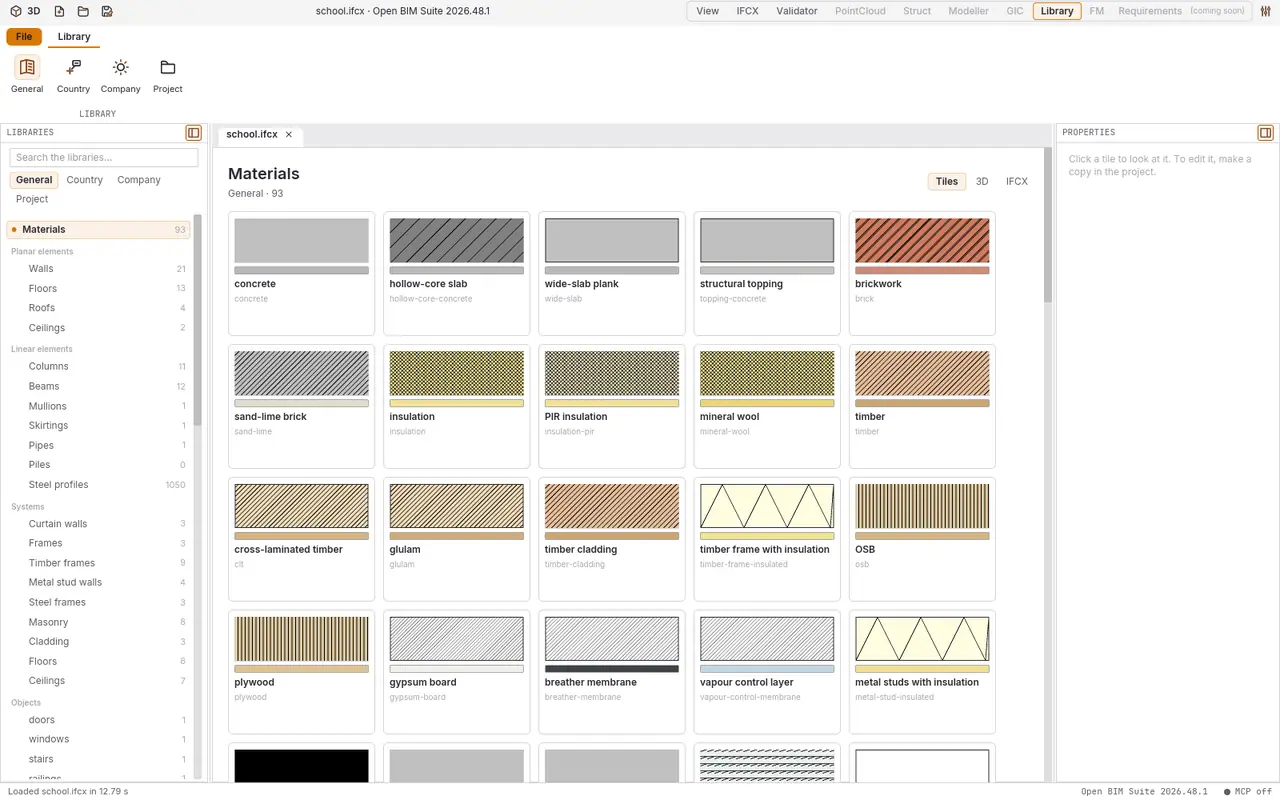 3D
school.ifcx · Open BIM Suite 2026.48.1
View IFCX Validator PointCloud Struct Modeller GIC Library FM Requirements (coming soon)
File Library
General Country Company Project
LIBRARY
LIBRARIES
Search the libraries...
General Country Company
Project
Materials 93
Planar elements
Walls 21
Floors 13
Roofs 4
Ceilings 2
Linear elements
Columns 11
Beams 12
Mullions 1
Skirtings 1
Pipes 1
Piles 0
Steel profiles 1050
Systems
Curtain walls 3
Frames 3
Timber frames 9
Metal stud walls 4
Steel frames 3
Masonry 8
Cladding 3
Floors 6
Ceilings 7
Objects
doors 1
windows 1
stairs 1
railings 1
school.ifcx ×
Materials
General · 93
Tiles 3D IFCX
concrete hollow-core slab wide-slab plank structural topping brickwork
concrete hollow-core-concrete wide-slab topping-concrete brick
sand-lime brick insulation PIR insulation mineral wool timber
sand-lime insulation insulation-pir mineral-wool timber
cross-laminated timber glulam timber cladding timber frame with insulation OSB
clt glulam timber-cladding timber-frame-insulated osb
plywood gypsum board breather membrane vapour control layer metal studs with insulation
plywood gypsum-board breather-membrane vapour-control-membrane metal-stud-insulated
PROPERTIES
Click a tile to look at it. To edit it, make a
copy in the project.
Loaded school.ifcx in 12.79 s
Open BIM Suite 2026.48.1 MCP off